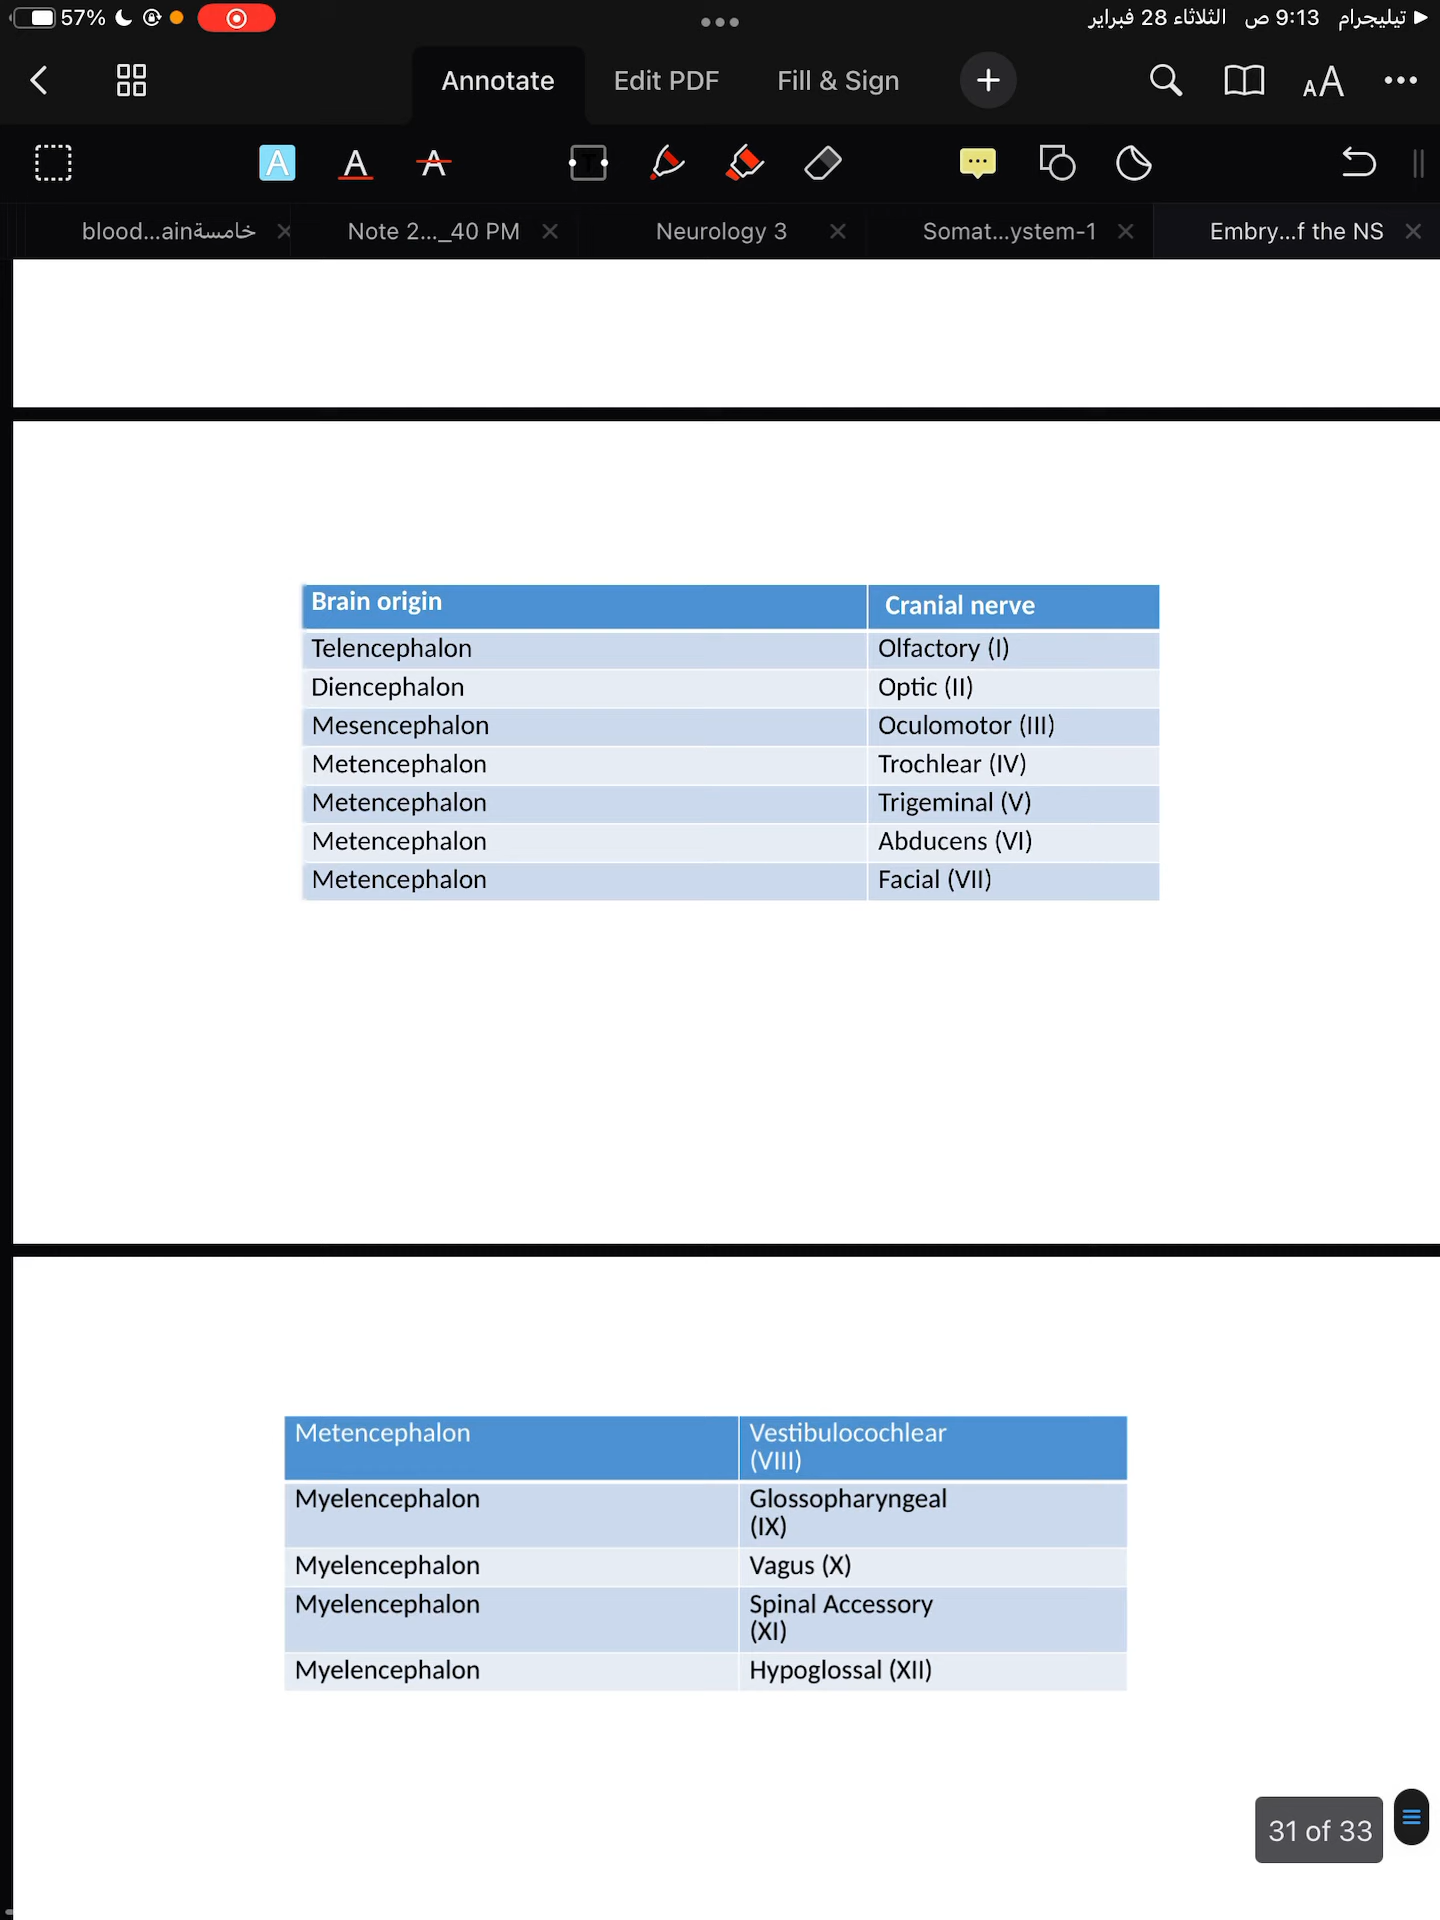 57%
تيليجرام 9:13 ص الثلاثاء 28 فبراير
Annotate Edit PDF Fill & Sign
blood...ainخامسة Note 2..._40 PM Neurology 3 Somat...ystem-1 Embry...f the NS
Brain origin Cranial nerve
Telencephalon Olfactory (I)
Diencephalon Optic (II)
Mesencephalon Oculomotor (III)
Metencephalon Trochlear (IV)
Metencephalon Trigeminal (V)
Metencephalon Abducens (VI)
Metencephalon Facial (VII)
Metencephalon Vestibulocochlear
(VIII)
Myelencephalon Glossopharyngeal
(IX)
Myelencephalon Vagus (X)
Myelencephalon Spinal Accessory
(XI)
Myelencephalon Hypoglossal (XII)
31 of 33